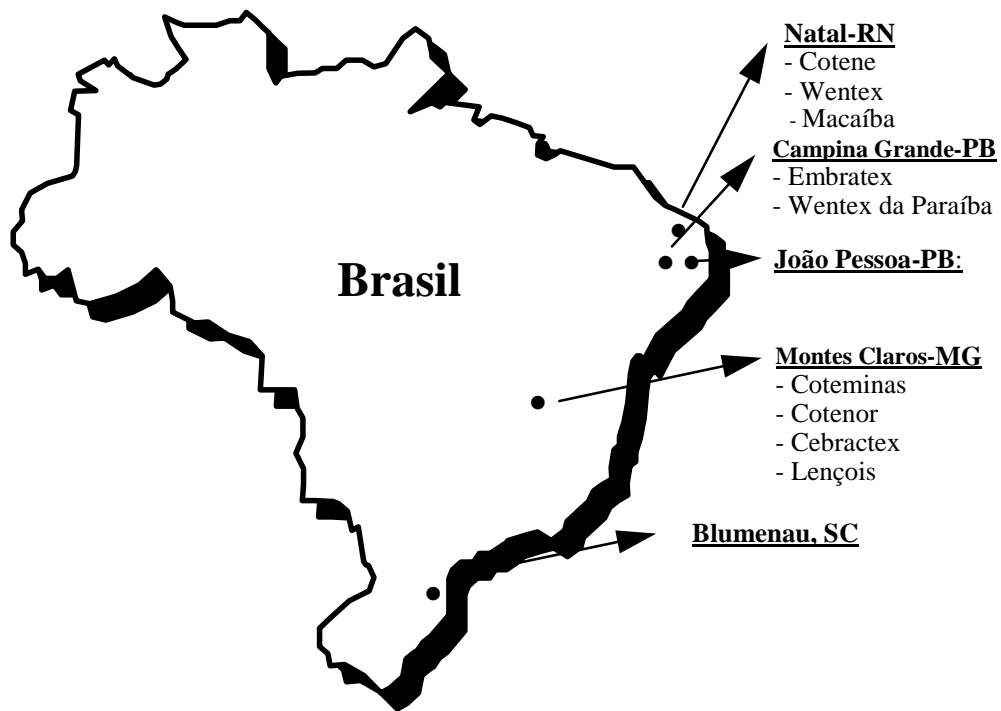 Natal-RN
- Cotene
- Wentex
- Macaíba
Campina Grande-PB
- Embratex
- Wentex da Paraíba
João Pessoa-PB:
Brasil
Montes Claros-MG
- Coteminas
- Cotenor
- Cebractex
- Lençois
Blumenau, SC